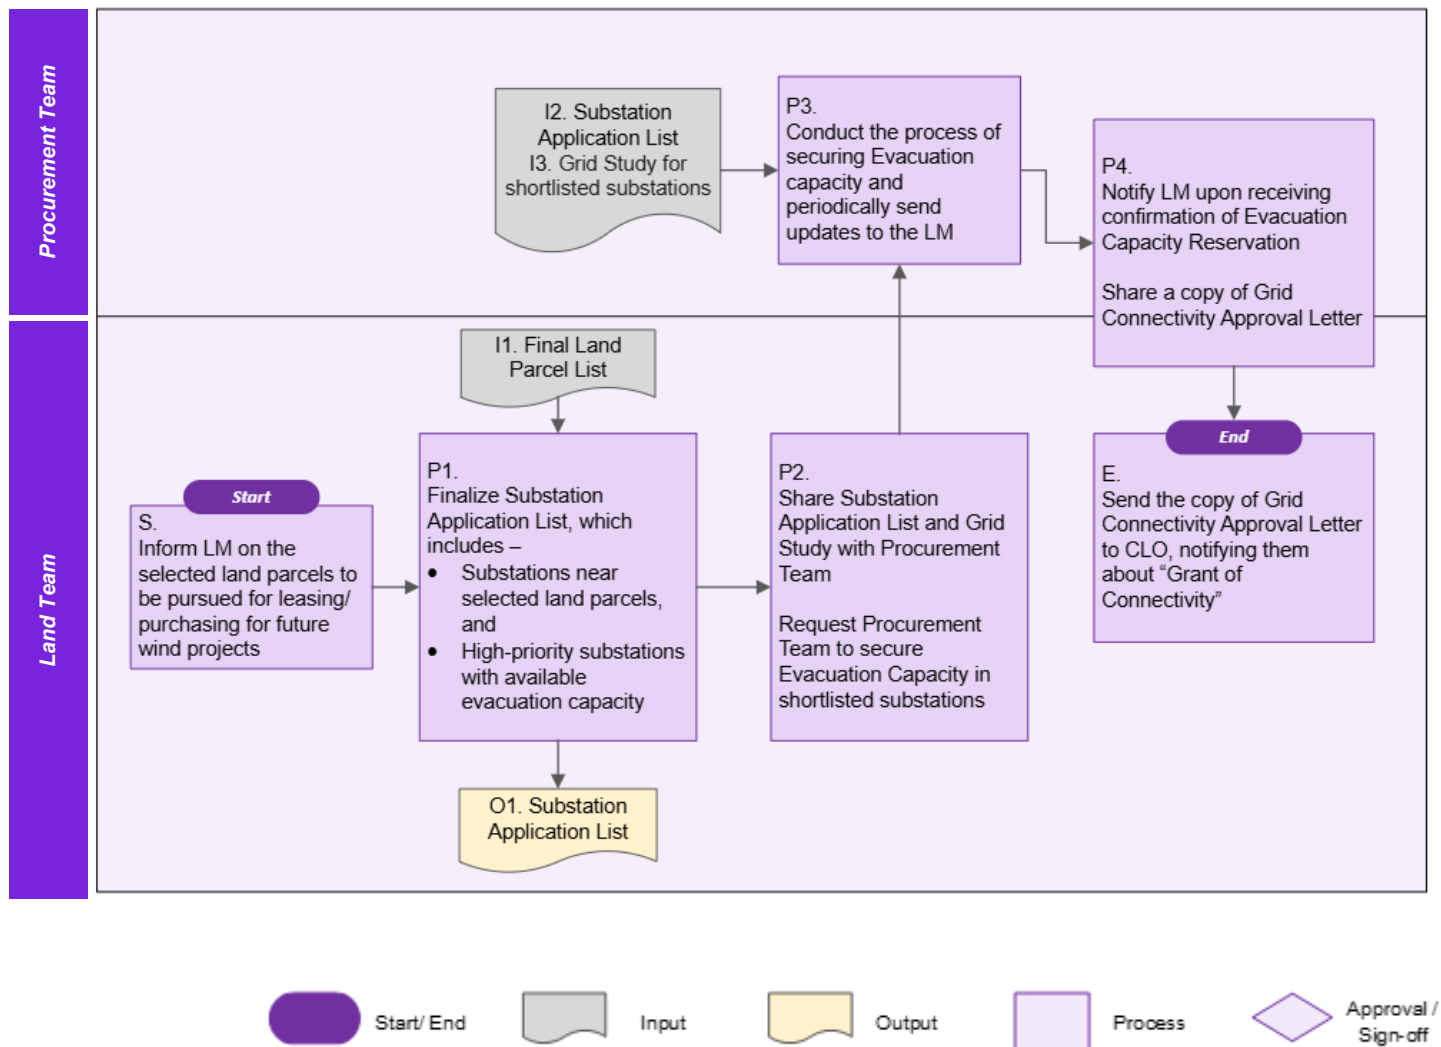 Procurement Team
I2. Substation
Application List
I3. Grid Study for
shortlisted substations
P3.
Conduct the process of
securing Evacuation
capacity and
periodically send
updates to the LM
P4.
Notify LM upon receiving
confirmation of Evacuation
Capacity Reservation
Share a copy of Grid
Connectivity Approval Letter
Land Team
I1. Final Land
Parcel List
Start
S.
Inform LM on the
selected land parcels to
be pursued for leasing/
purchasing for future
wind projects
P1.
Finalize Substation
Application List, which
includes –
• Substations near
selected land parcels,
and
• High-priority substations
with available
evacuation capacity
P2.
Share Substation
Application List and Grid
Study with Procurement
Team
Request Procurement
Team to secure
Evacuation Capacity in
shortlisted substations
End
E.
Send the copy of Grid
Connectivity Approval Letter
to CLO, notifying them
about “Grant of
Connectivity”
O1. Substation
Application List
Start/ End
Input
Output
Process
Approval /
Sign-off